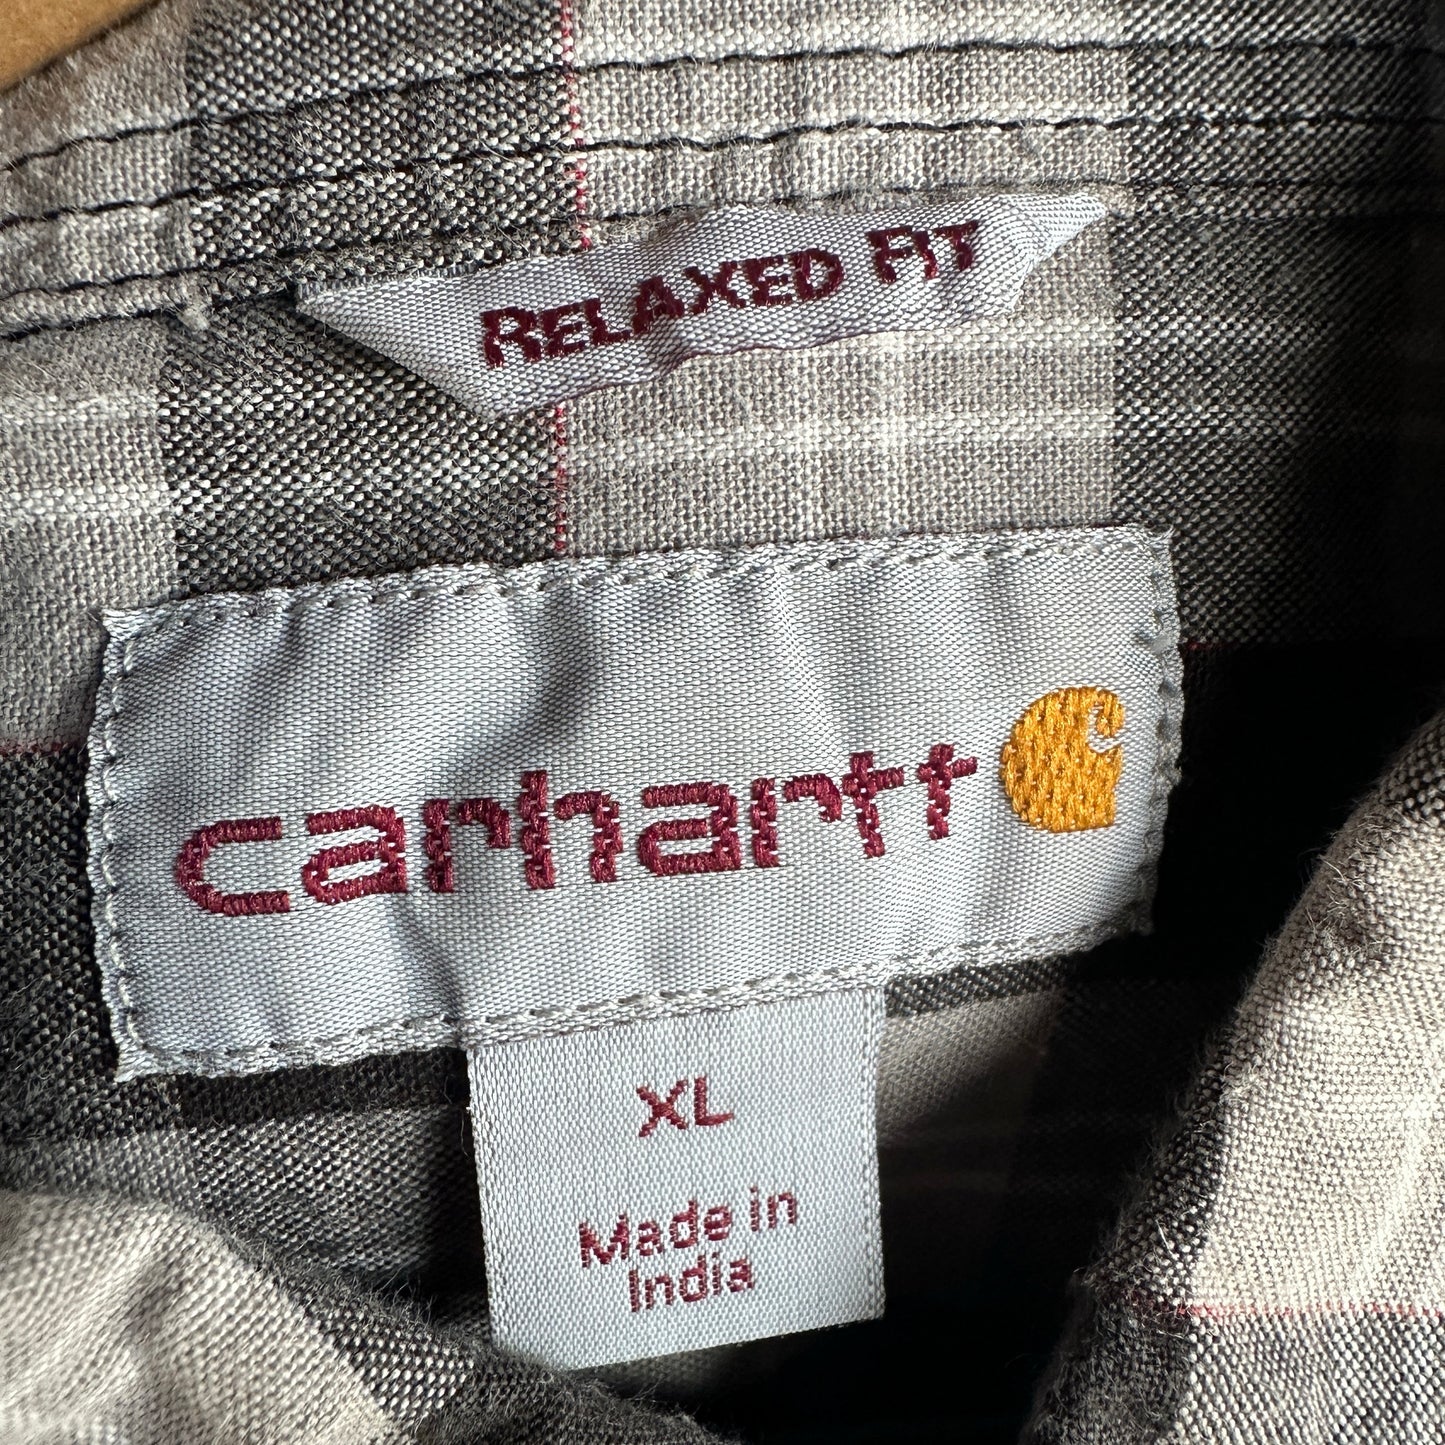 RELAXED FIT
carhartt
XL
Made in
India